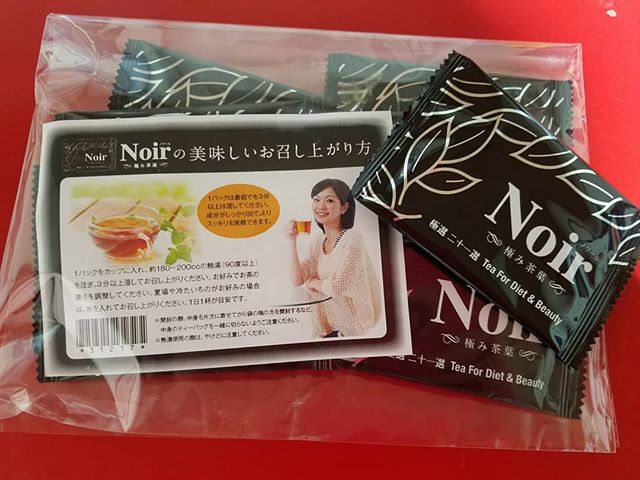 Noir
ノワール
Noirの美味しいお召し上がり方
極み茶葉
1パックは最低でも3分
以上は浸してください。
成分がしっかり出て、より
スッキリを実感できます。
1パックをカップに入れ、約180~200ccの熱湯(90度以上)
を注ぎ、3分以上浸してお召し上がりください。お好みでお茶の
濃さを調整してください。夏場や冷たいものがお好みの場合
は、氷を入れてお召し上がりください。1日1杯が目安です。
※開封の際、中身を片方に寄せてから袋の端の方を開封するなど、
中身のティーバッグを一緒に切らないようご注意ください。
※熱湯使用の際は、やけどに注意してください。
*31217*
Noir
ノワール
極み茶葉
極選 二十一選 Tea For Diet & Beauty
Noir
極み茶葉
極選 二十一選 Tea For Diet & Beauty